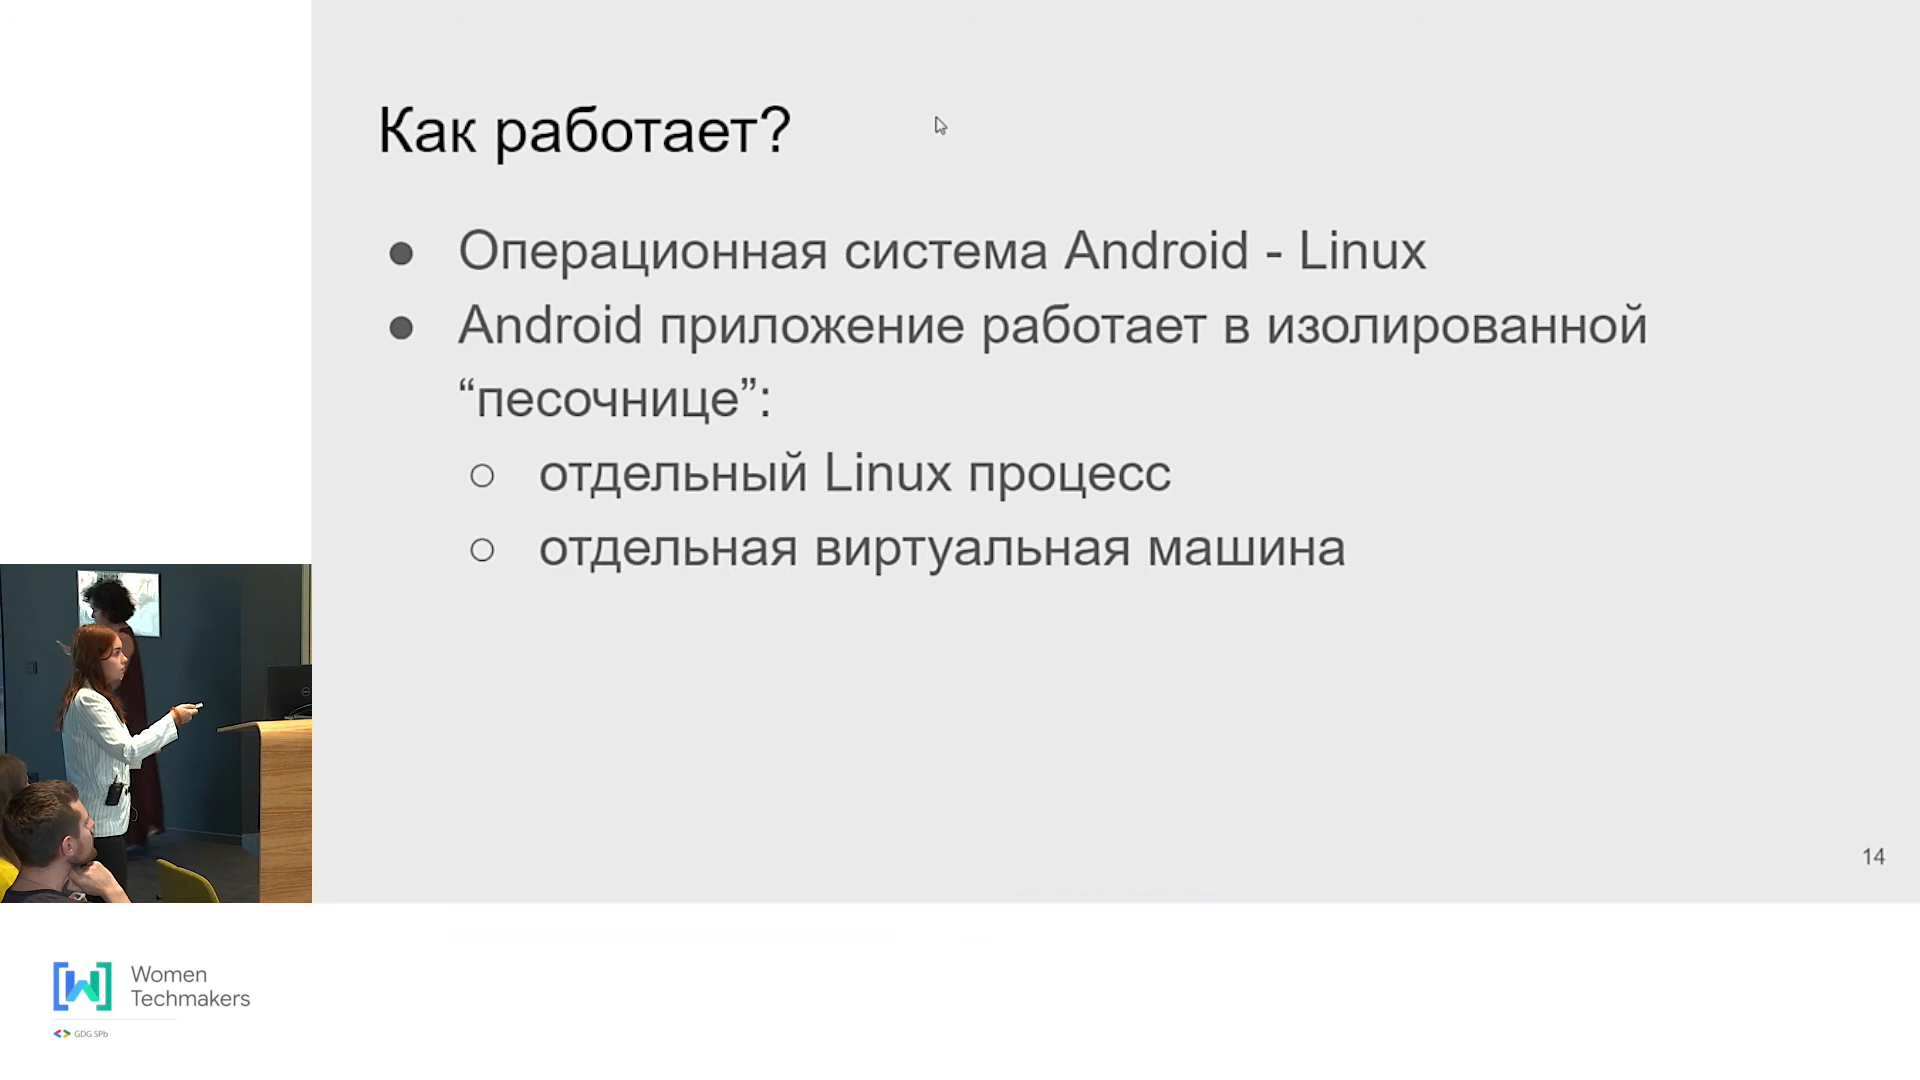 Как работает?
● Операционная система Android - Linux
● Android приложение работает в изолированной
“песочнице”:
○ отдельный Linux процесс
○ отдельная виртуальная машина
14
Women
Techmakers
GDG SPb